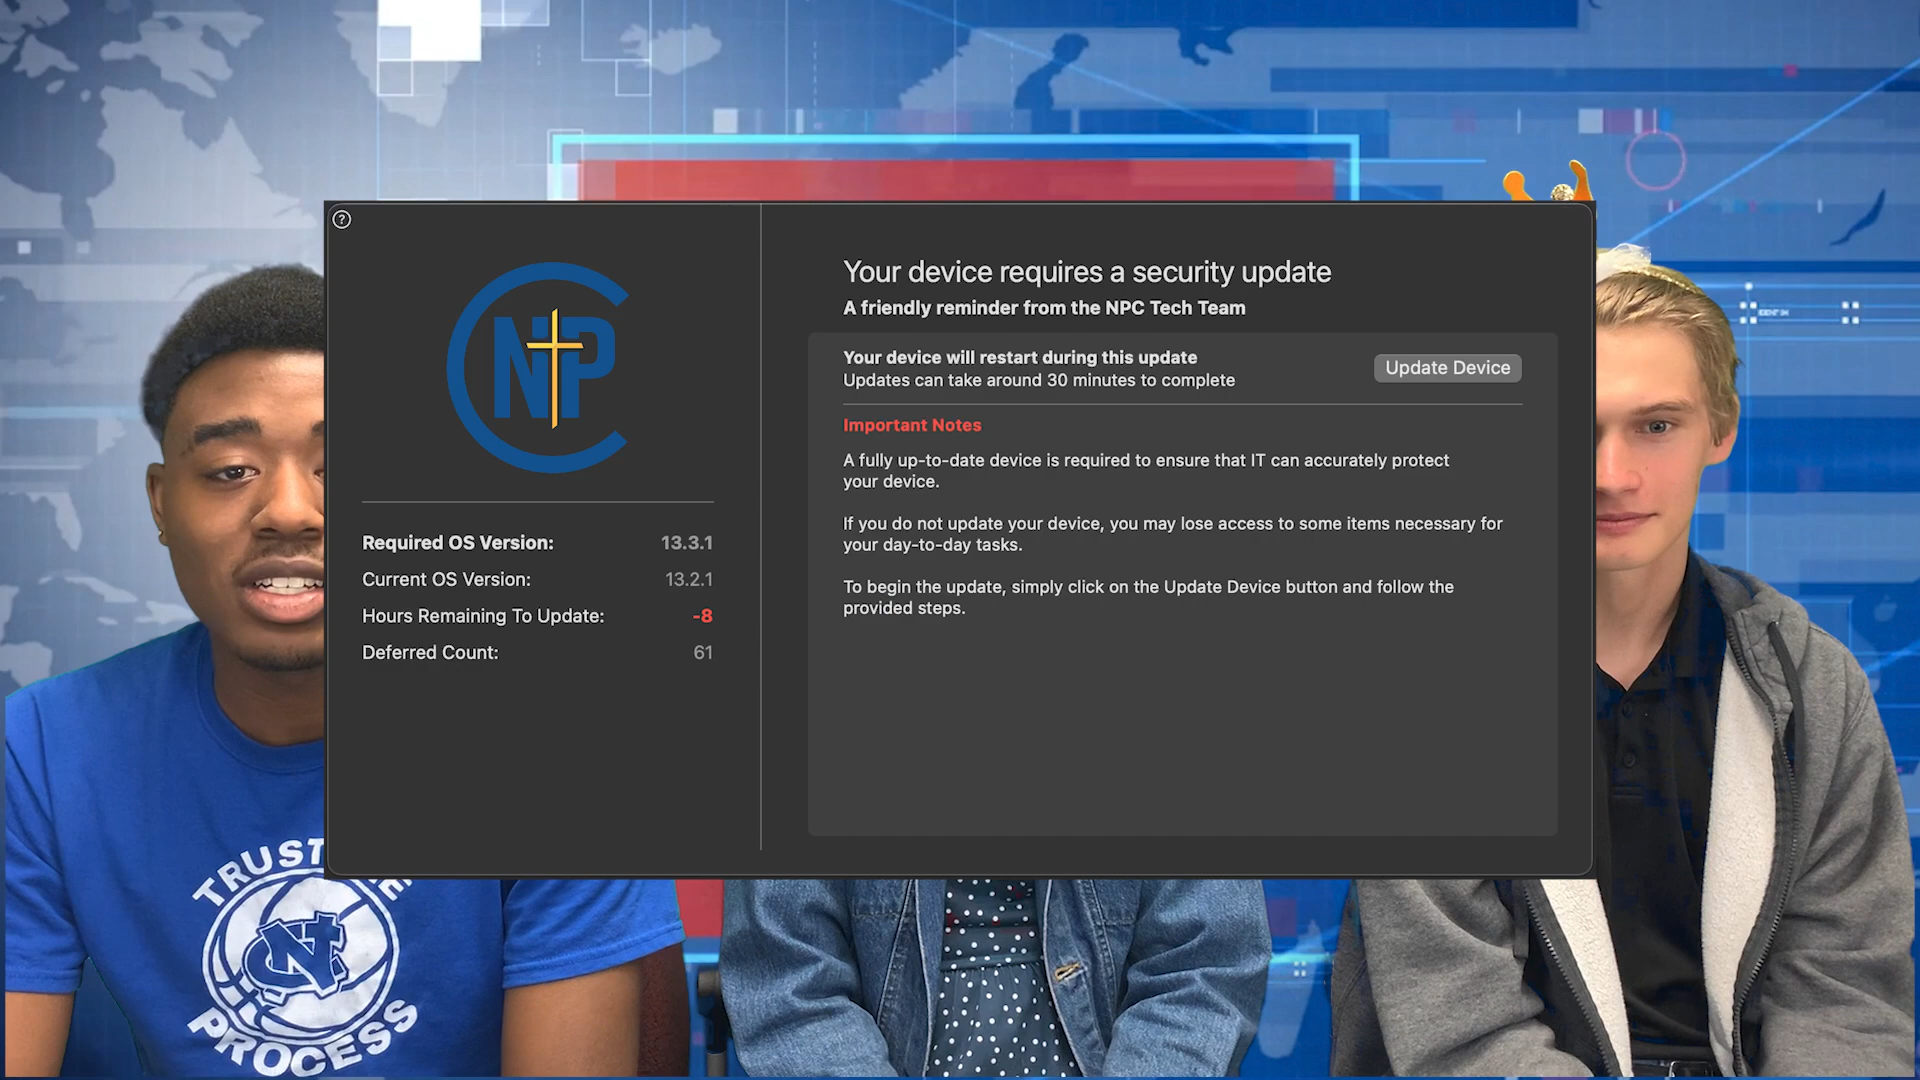 ?
NPC
Your device requires a security update
A friendly reminder from the NPC Tech Team
Your device will restart during this update
Updates can take around 30 minutes to complete
Update Device
Important Notes
A fully up-to-date device is required to ensure that IT can accurately protect
your device.
If you do not update your device, you may lose access to some items necessary for
your day-to-day tasks.
To begin the update, simply click on the Update Device button and follow the
provided steps.
Required OS Version: 13.3.1
Current OS Version: 13.2.1
Hours Remaining To Update: -8
Deferred Count: 61
TRUST
NC
PROCESS